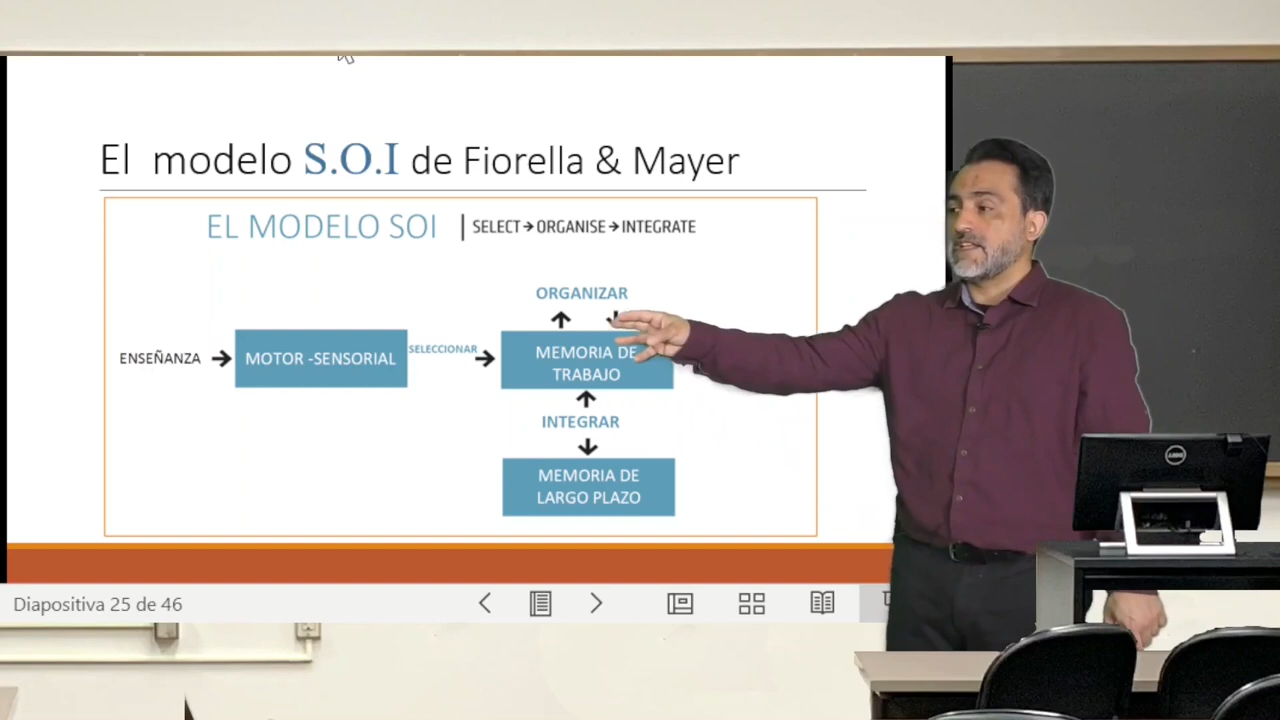 El modelo S.O.I de Fiorella & Mayer
EL MODELO SOI | SELECT→ORGANISE→INTEGRATE
ORGANIZAR
ENSEÑANZA
MOTOR -SENSORIAL
SELECCIONAR
MEMORIA DE
TRABAJO
INTEGRAR
MEMORIA DE
LARGO PLAZO
Diapositiva 25 de 46
DELL